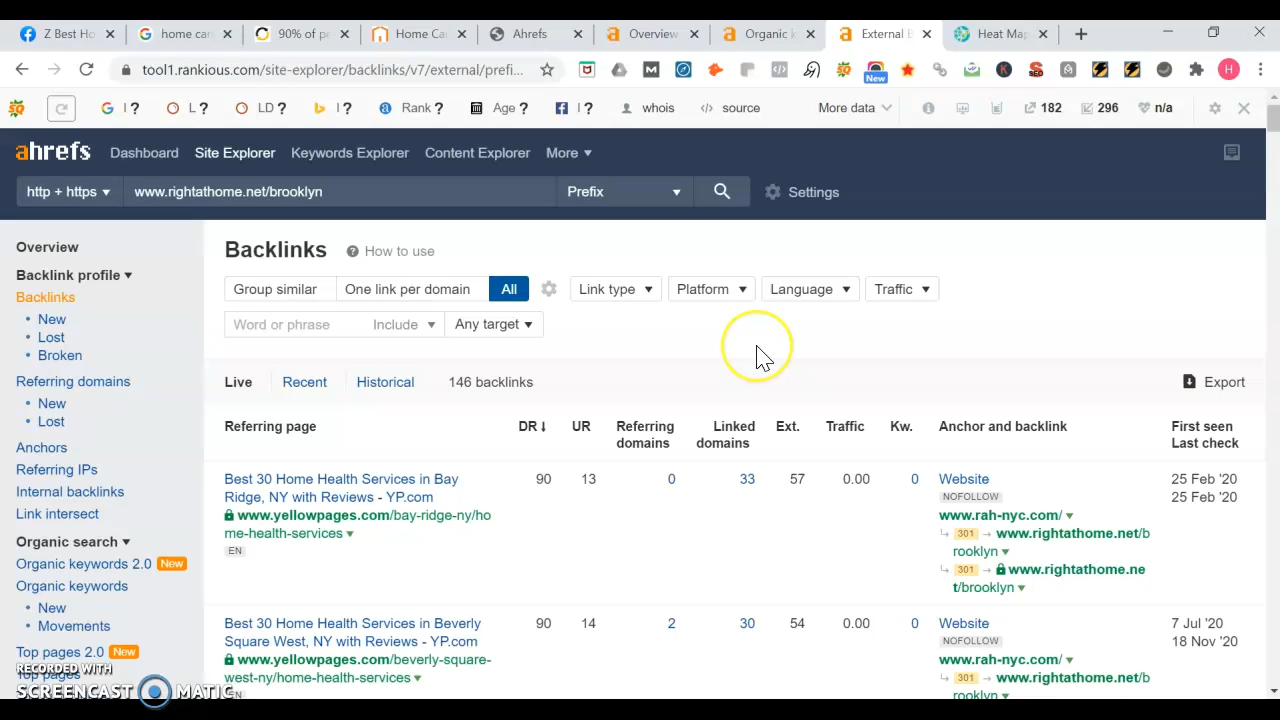 Z Best Ho
home car
90% of pe
Home Ca
Ahrefs
Overview
Organic k
External B
Heat Map
tool1.rankious.com/site-explorer/backlinks/v7/external/prefi...
New
I ?
L ?
LD ?
I ?
Rank ?
Age ?
I ?
whois
source
More data
182
296
n/a
ahrefs
Dashboard
Site Explorer
Keywords Explorer
Content Explorer
More
http + https
www.rightathome.net/brooklyn
Prefix
Settings
Overview
Backlink profile
Backlinks
New
Lost
Broken
Referring domains
New
Lost
Anchors
Referring IPs
Internal backlinks
Link intersect
Organic search
Organic keywords 2.0 New
Organic keywords
New
Movements
Top pages 2.0 New
Top pages
RECORDED WITH
SCREENCAST MATIC
Backlinks
How to use
Group similar
One link per domain
All
Link type
Platform
Language
Traffic
Word or phrase
Include
Any target
Live
Recent
Historical
146 backlinks
Export
Referring page
DR↓
UR
Referring
domains
Linked
domains
Ext.
Traffic
Kw.
Anchor and backlink
First seen
Last check
Best 30 Home Health Services in Bay
Ridge, NY with Reviews - YP.com
www.yellowpages.com/bay-ridge-ny/ho
me-health-services
EN
90
13
0
33
57
0.00
0
Website
NOFOLLOW
www.rah-nyc.com/
301 → www.rightathome.net/b
rooklyn
301 → www.rightathome.ne
t/brooklyn
25 Feb '20
25 Feb '20
Best 30 Home Health Services in Beverly
Square West, NY with Reviews - YP.com
www.yellowpages.com/beverly-square-
west-ny/home-health-services
EN
90
14
2
30
54
0.00
0
Website
NOFOLLOW
www.rah-nyc.com/
301 → www.rightathome.net/b
rooklyn
7 Jul '20
18 Nov '20